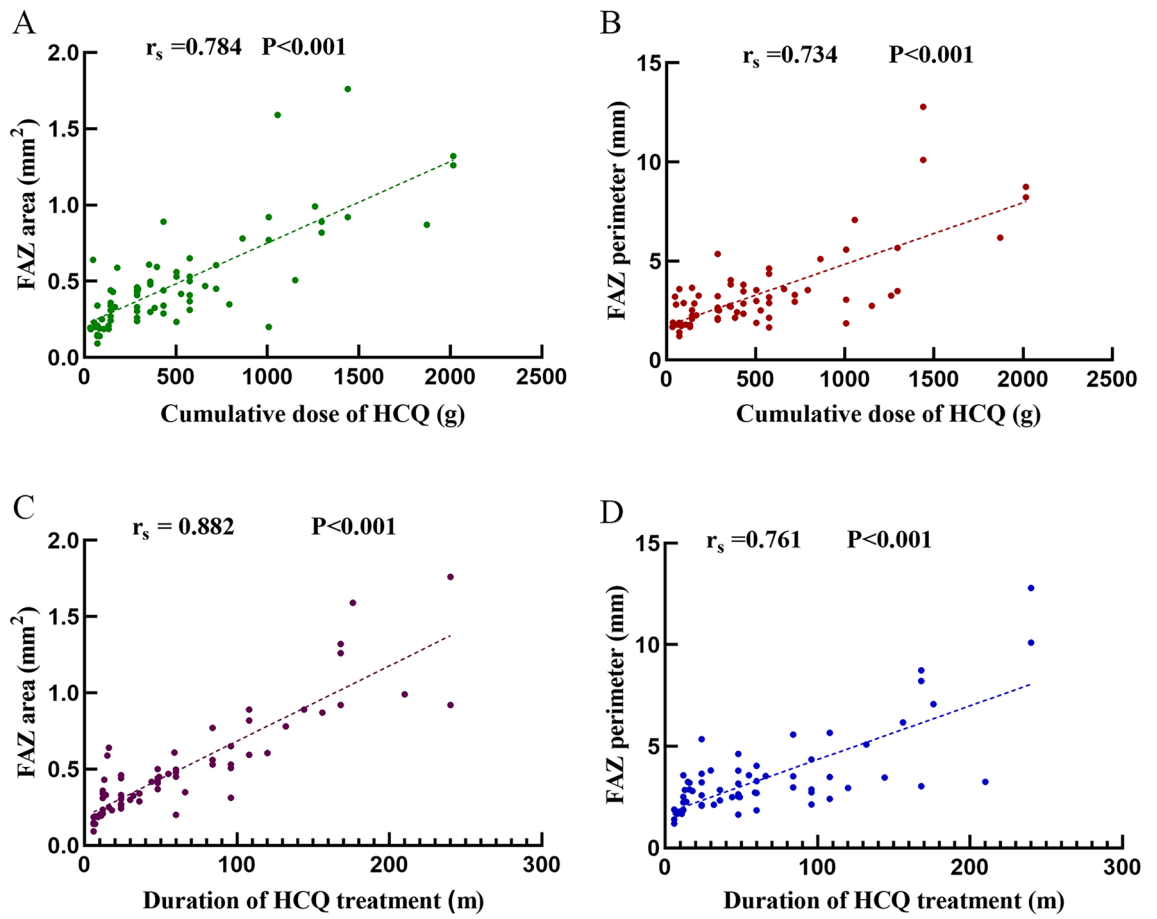 A
rs =0.784 P<0.001
2.0
1.5
1.0
0.5
0.0
FAZ area (mm2)
0 500 1000 1500 2000 2500
Cumulative dose of HCQ (g)
B
rs =0.734 P<0.001
15
10
5
0
FAZ perimeter (mm)
0 500 1000 1500 2000 2500
Cumulative dose of HCQ (g)
C
rs = 0.882 P<0.001
2.0
1.5
1.0
0.5
0.0
FAZ area (mm2)
0 100 200 300
Duration of HCQ treatment (m)
D
rs =0.761 P<0.001
15
10
5
0
FAZ perimeter (mm)
0 100 200 300
Duration of HCQ treatment (m)